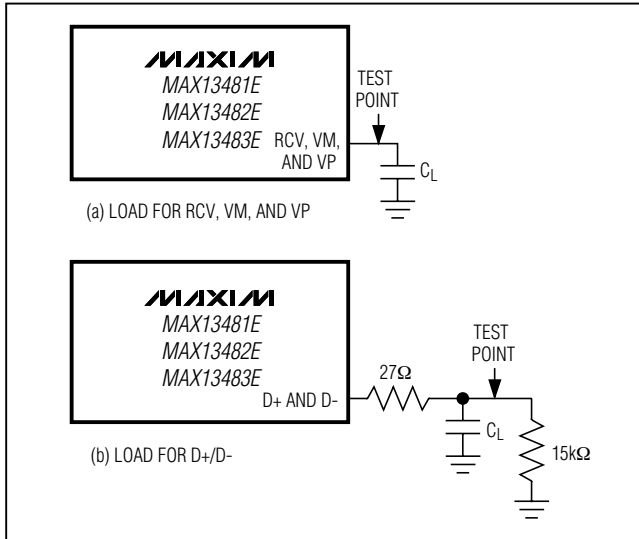 MAXIM
MAX13481E
MAX13482E
MAX13483E
RCV, VM,
AND VP
TEST
POINT
CL
(a) LOAD FOR RCV, VM, AND VP
MAXIM
MAX13481E
MAX13482E
MAX13483E
D+ AND D-
27Ω
TEST
POINT
CL
15kΩ
(b) LOAD FOR D+/D-